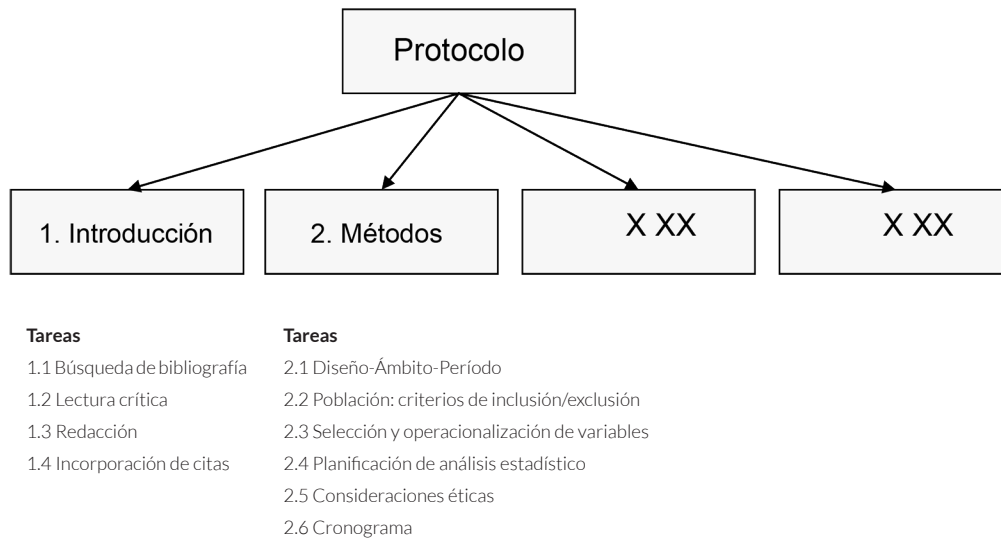 Protocolo
1. Introducción
2. Métodos
X XX
X XX
Tareas
1.1 Búsqueda de bibliografía
1.2 Lectura crítica
1.3 Redacción
1.4 Incorporación de citas
Tareas
2.1 Diseño-Ámbito-Período
2.2 Población: criterios de inclusión/exclusión
2.3 Selección y operacionalización de variables
2.4 Planificación de análisis estadístico
2.5 Consideraciones éticas
2.6 Cronograma